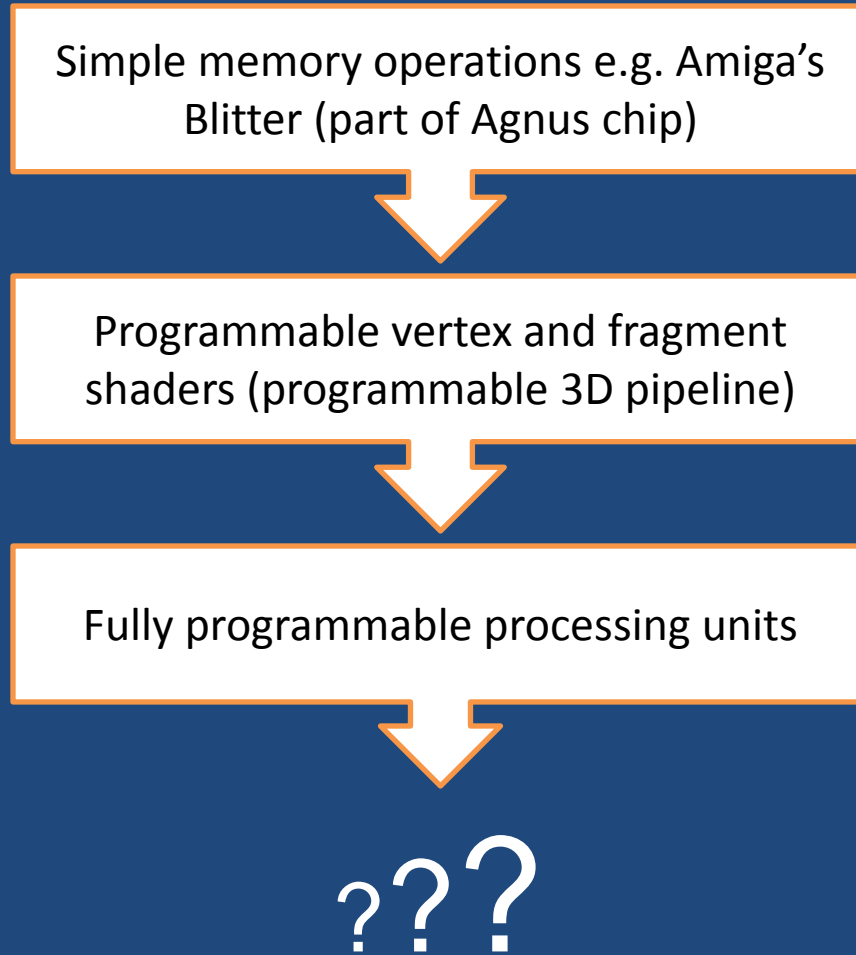 Simple memory operations e.g. Amiga’s
Blitter (part of Agnus chip)
Programmable vertex and fragment
shaders (programmable 3D pipeline)
Fully programmable processing units
???